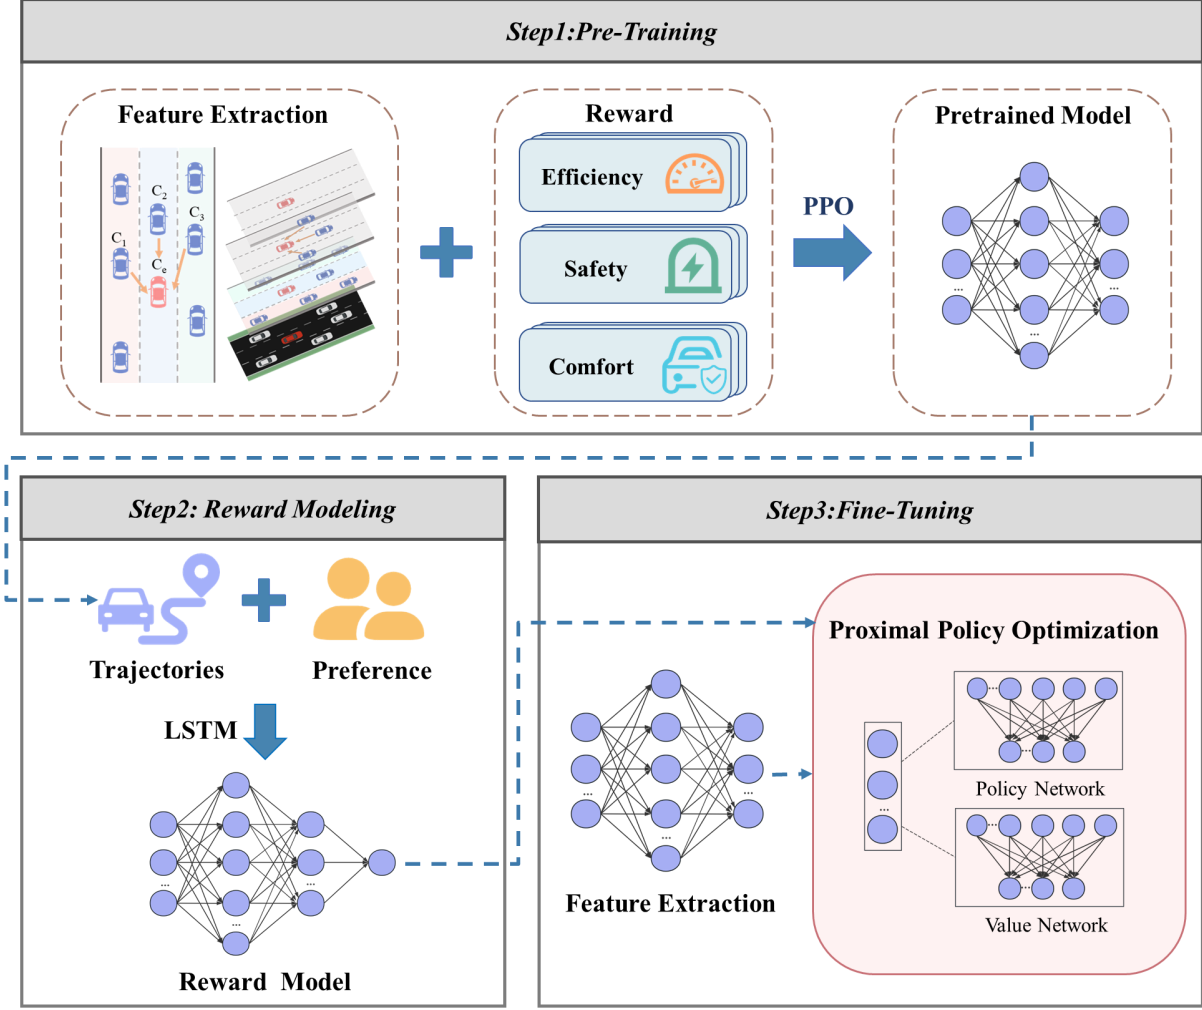 Step1:Pre-Training
Feature Extraction
C2
C3
C1
Ce
Reward
Efficiency
Safety
Comfort
PPO
Pretrained Model
...
...
...
Step2: Reward Modeling
Trajectories
Preference
LSTM
...
...
...
Reward Model
Step3:Fine-Tuning
...
...
...
Feature Extraction
Proximal Policy Optimization
...
...
...
Policy Network
...
...
Value Network